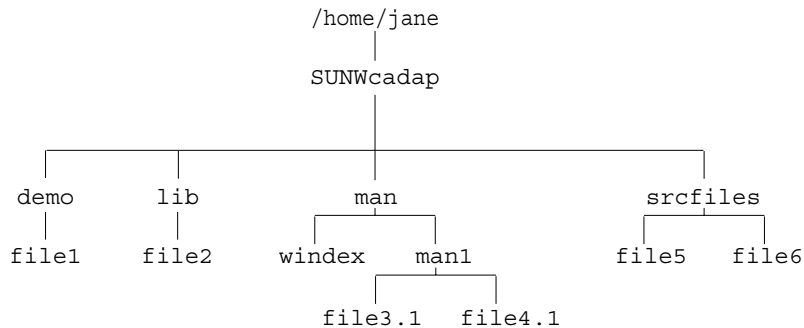 /home/jane
SUNWcadap
demo lib man srcfiles
file1 file2 windex man1 file5 file6
file3.1 file4.1